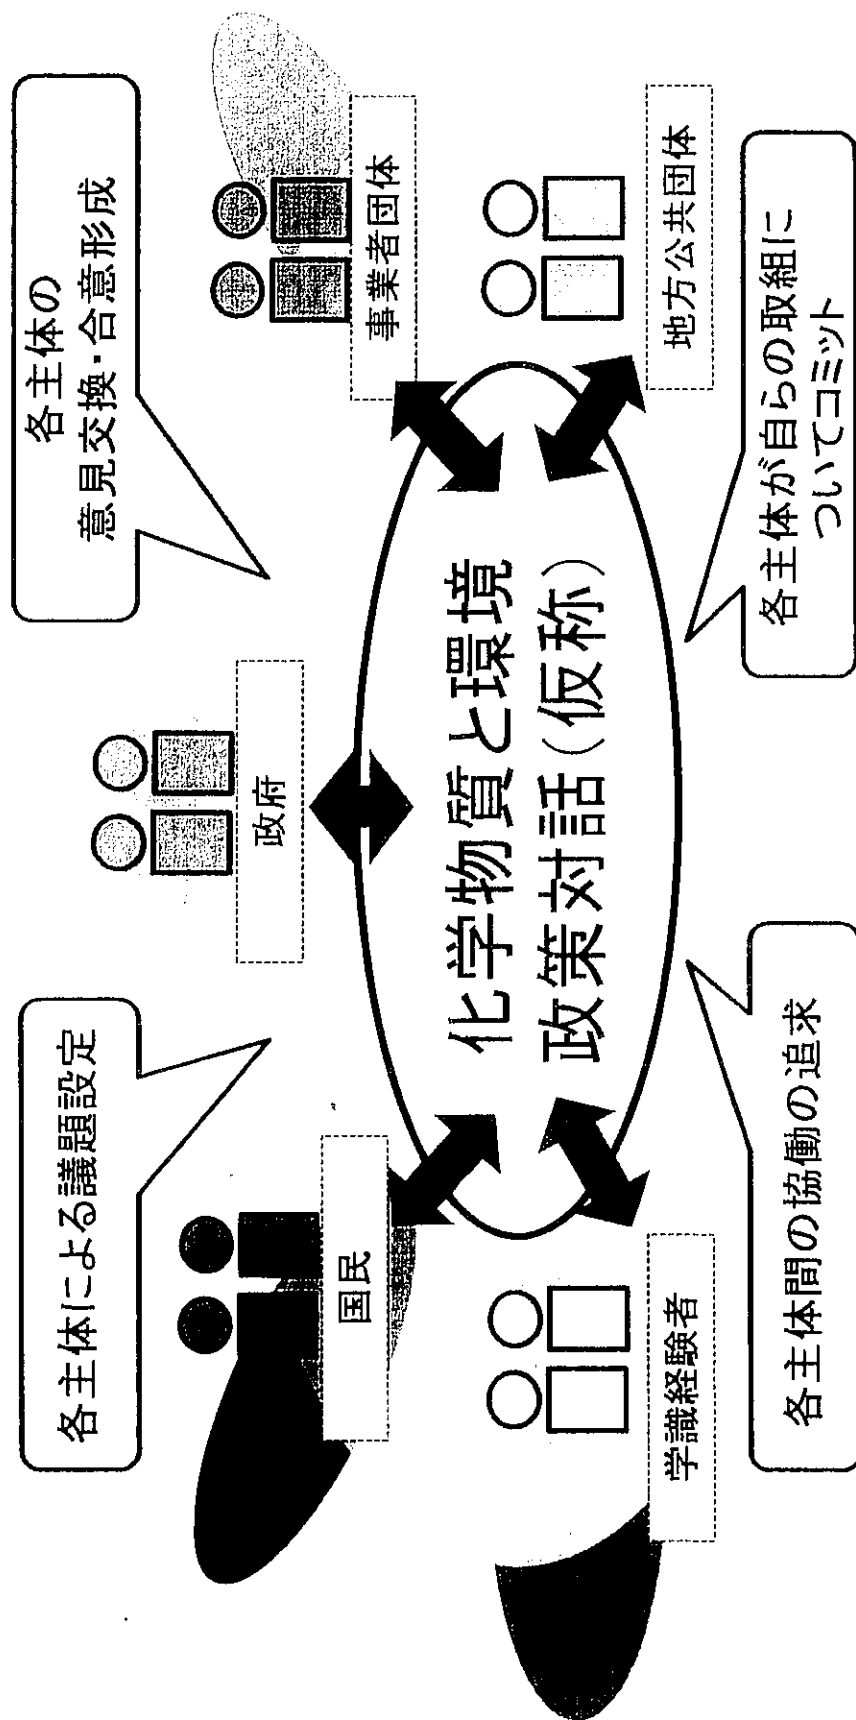 各主体による議題設定
各主体の
意見交換・合意形成
政府
国民
事業者団体
化学物質と環境
政策対話(仮称)
学識経験者
地方公共団体
各主体間の協働の追求
各主体が自らの取組に
ついてコミット